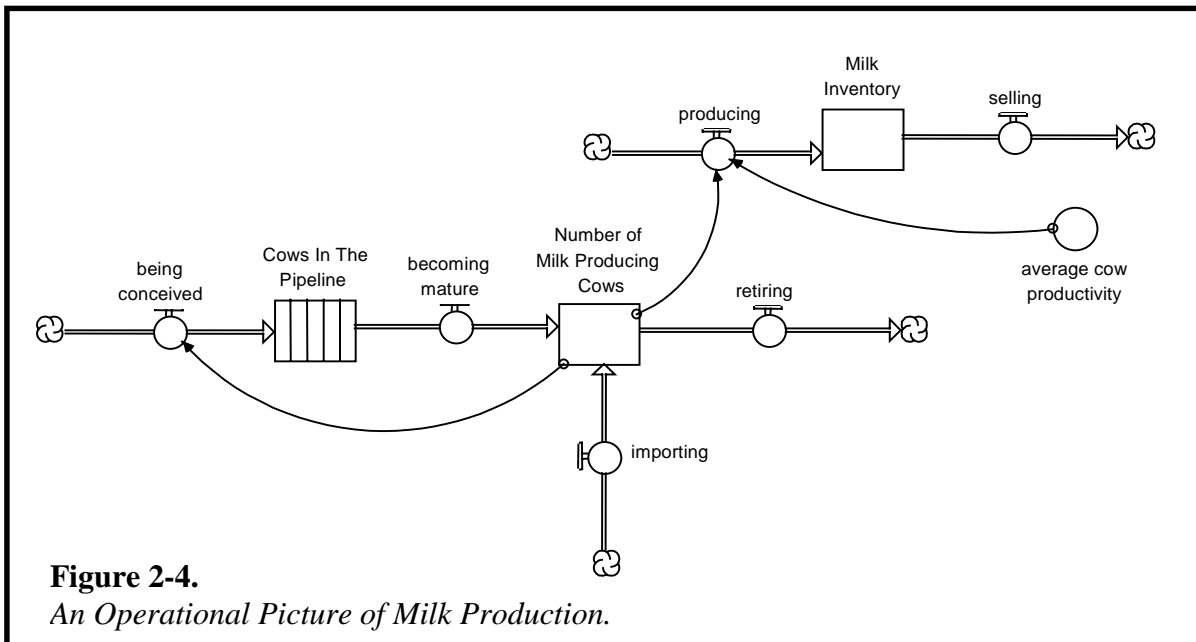 Milk
Inventory
selling
producing
Number of
Milk Producing
Cows
Cows In The
Pipeline
becoming
mature
being
conceived
retiring
average cow
productivity
importing
Figure 2-4.
An Operational Picture of Milk Production.